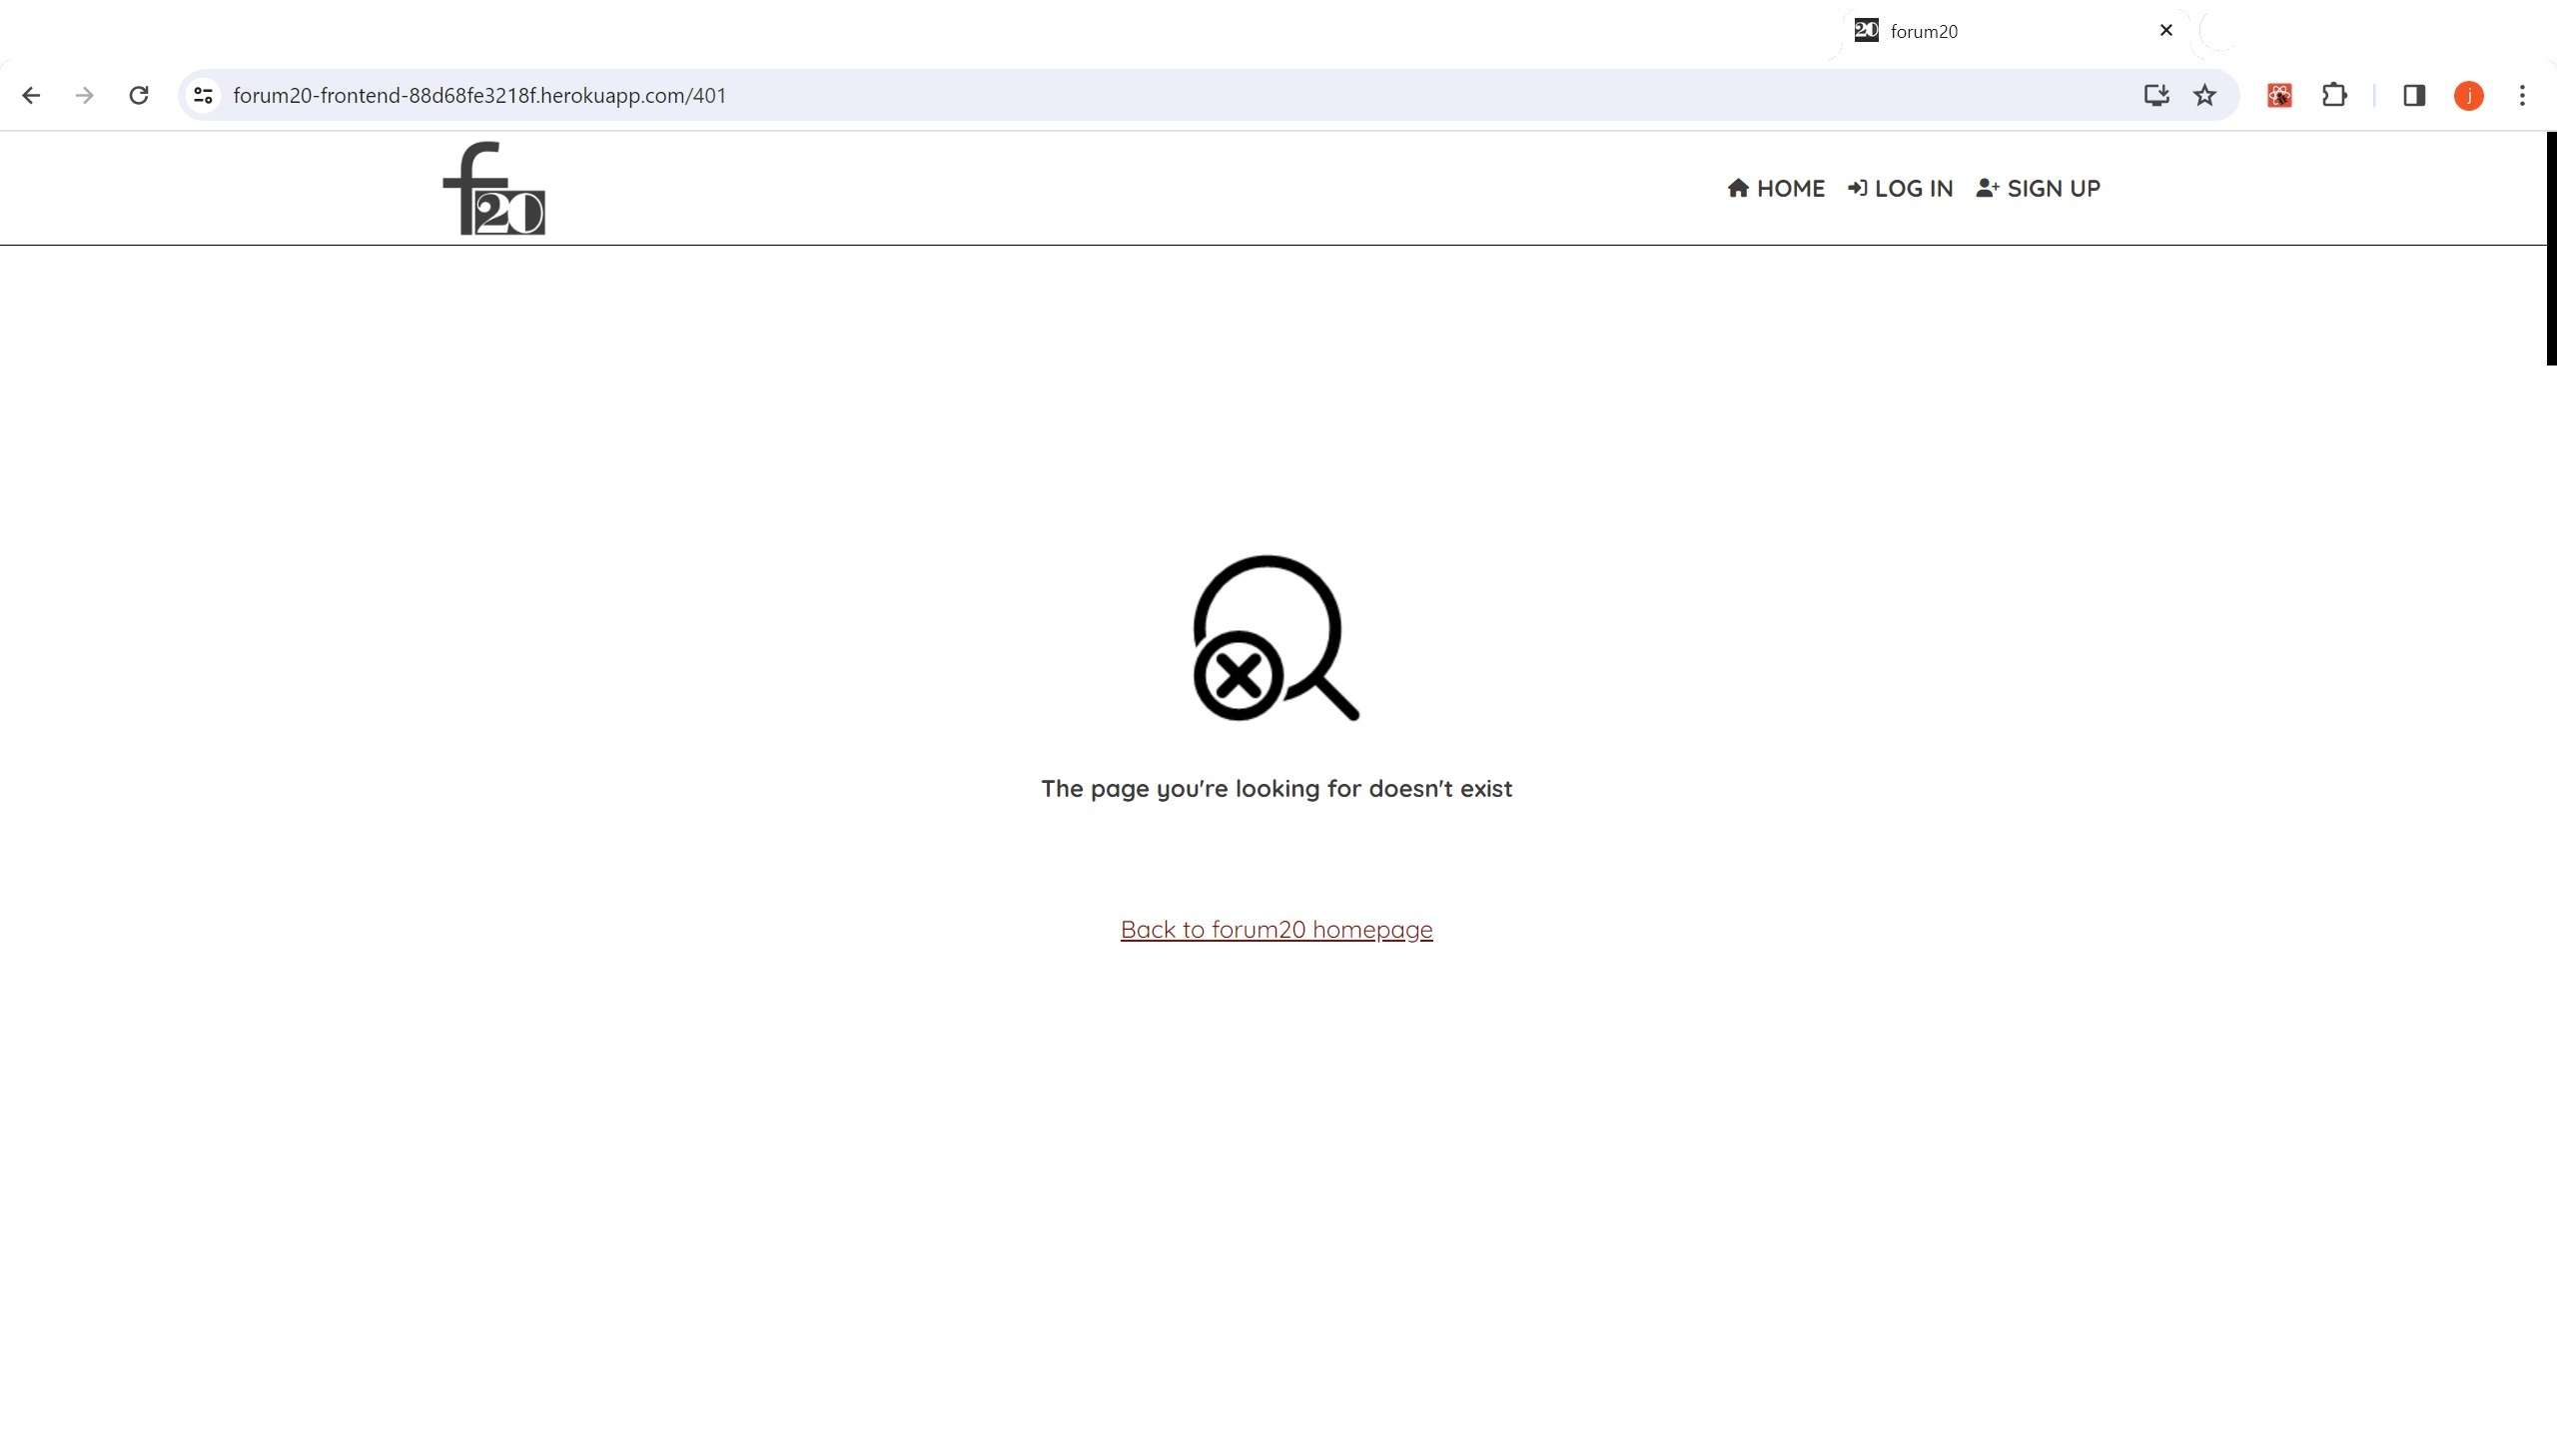 20 forum20
forum20-frontend-88d68fe3218f.herokuapp.com/401
j
f20
HOME LOG IN SIGN UP
The page you're looking for doesn't exist
Back to forum20 homepage